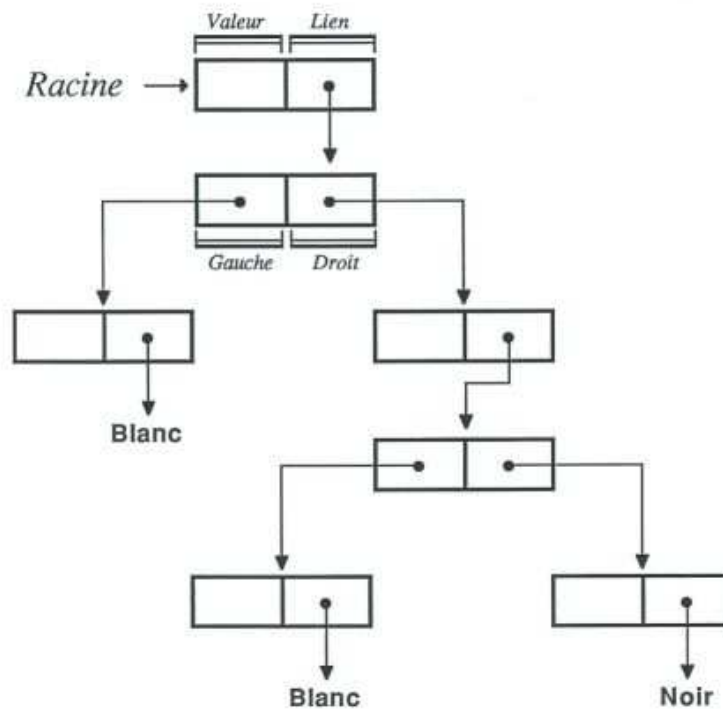 Valeur Lien
Racine
Gauche Droit
Blanc
Blanc Noir